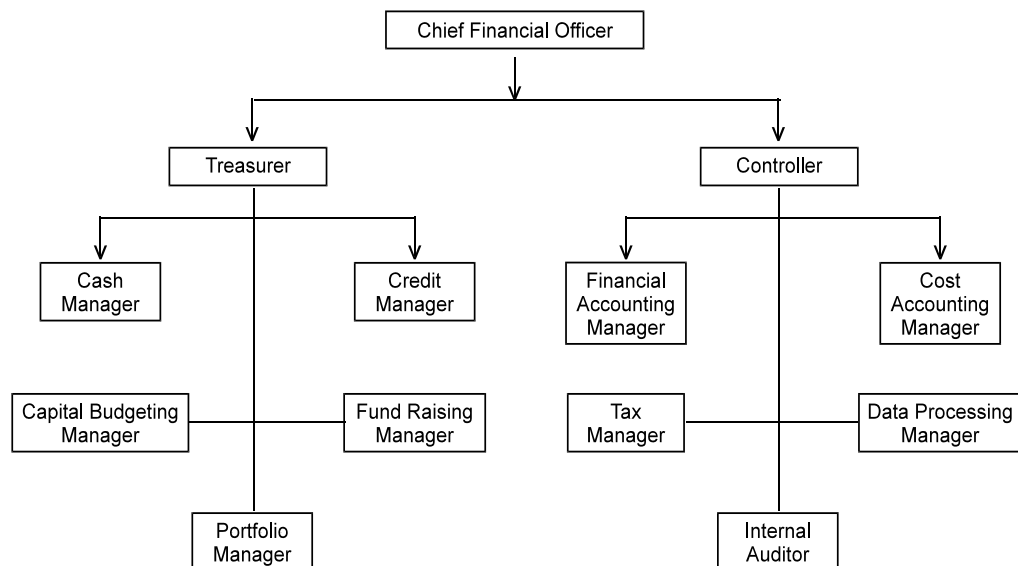 Chief Financial Officer
Treasurer
Controller
Cash
Manager
Credit
Manager
Financial
Accounting
Manager
Cost
Accounting
Manager
Capital Budgeting
Manager
Fund Raising
Manager
Tax
Manager
Data Processing
Manager
Portfolio
Manager
Internal
Auditor